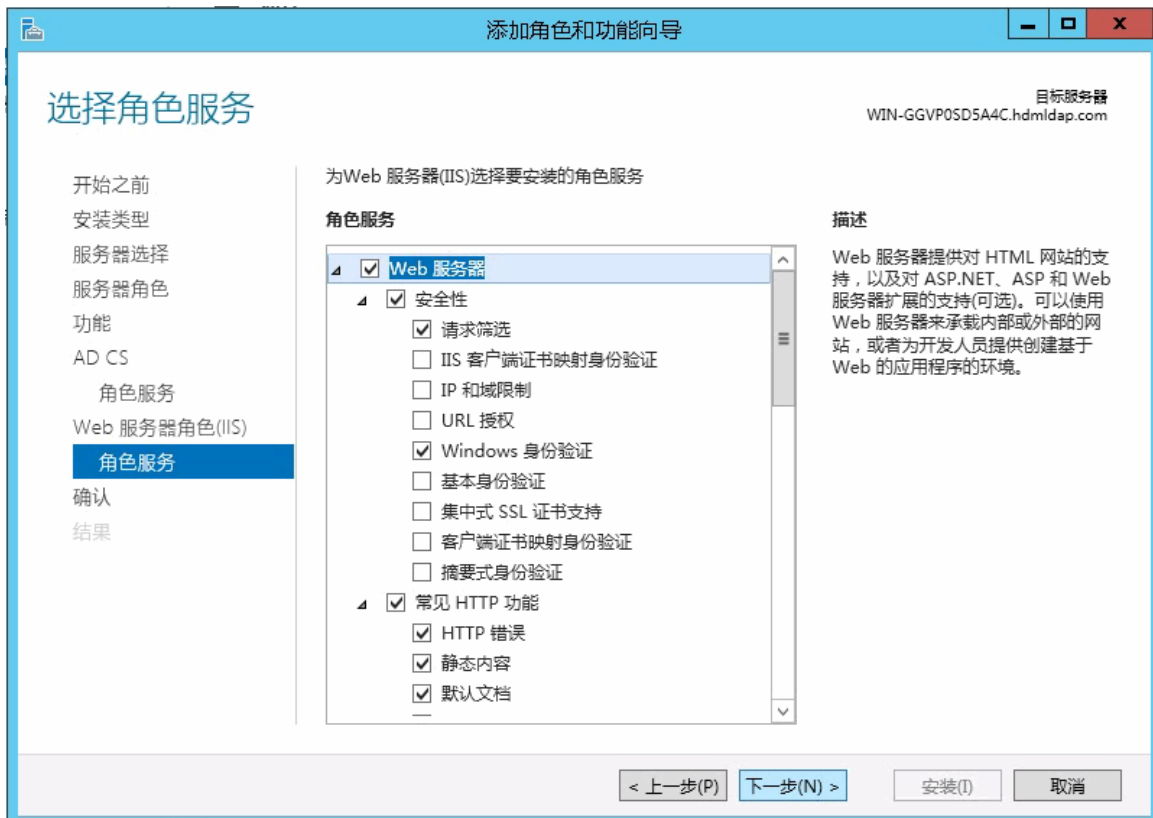 添加角色和功能向导
选择角色服务
目标服务器
WIN-GGVP0SD5A4C.hdmldap.com
开始之前
安装类型
服务器选择
服务器角色
功能
AD CS
角色服务
Web 服务器角色(IIS)
角色服务
确认
结果
为Web 服务器(IIS)选择要安装的角色服务
角色服务
Web 服务器
安全性
请求筛选
IIS 客户端证书映射身份验证
IP 和域限制
URL 授权
Windows 身份验证
基本身份验证
集中式 SSL 证书支持
客户端证书映射身份验证
摘要式身份验证
常见 HTTP 功能
HTTP 错误
静态内容
默认文档
描述
Web 服务器提供对 HTML 网站的支
持，以及对 ASP.NET、ASP 和 Web
服务器扩展的支持(可选)。可以使用
Web 服务器来承载内部或外部的网
站，或者为开发人员提供创建基于
Web 的应用程序的环境。
< 上一步(P)
下一步(N) >
安装(I)
取消